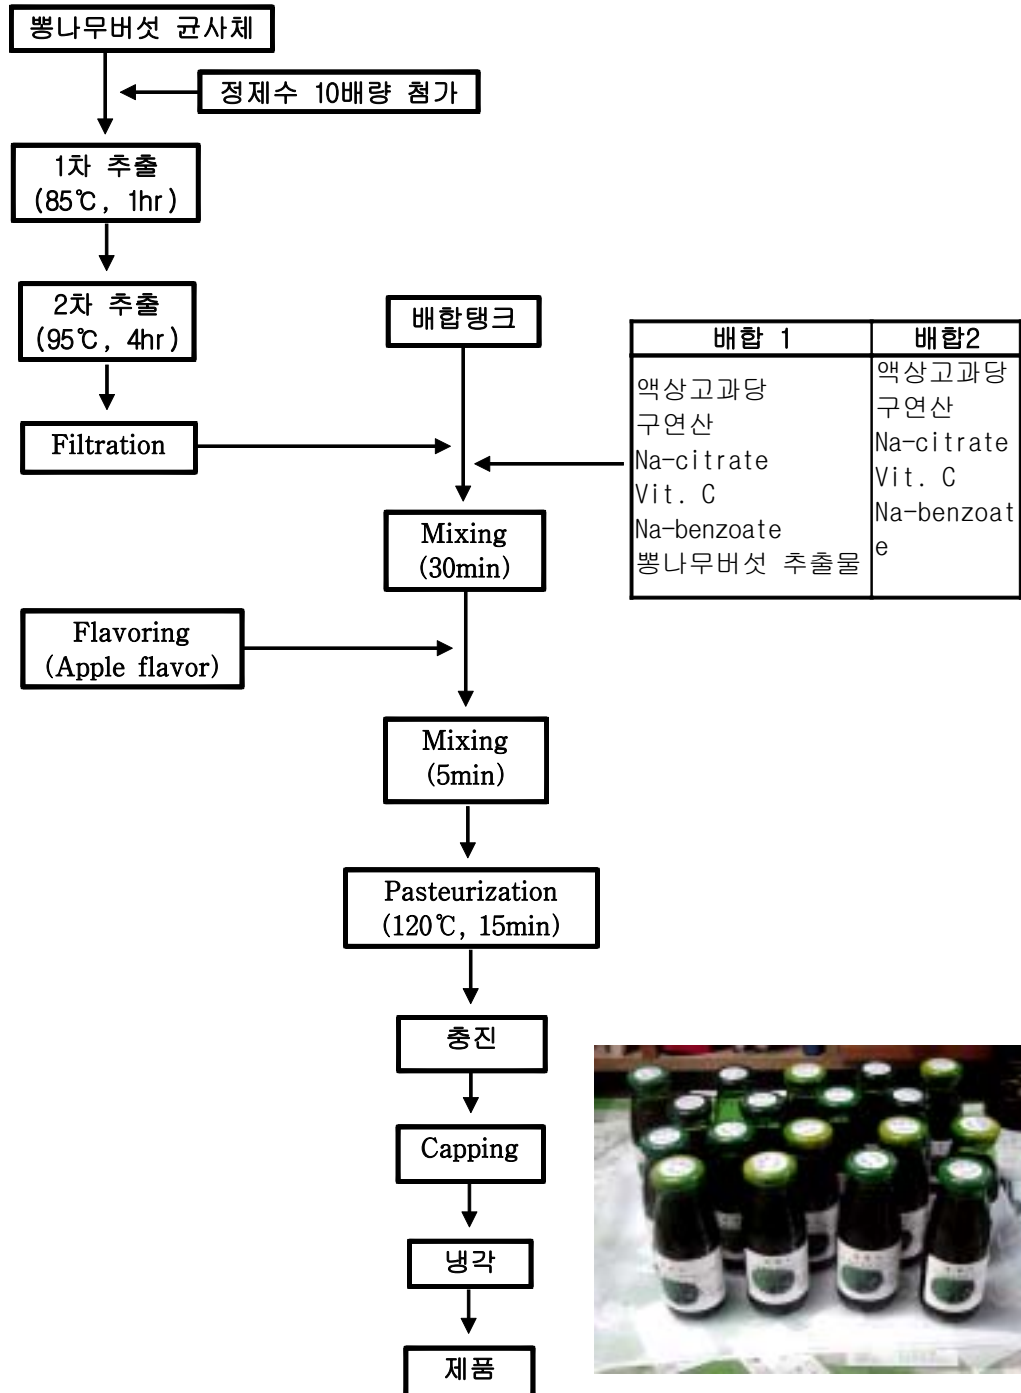 뽕나무버섯 균사체
정제수 10배량 첨가
1차 추출
(85℃, 1hr)
2차 추출
(95℃, 4hr)
Filtration
배합탱크
배합 1
액상고과당
구연산
Na-citrate
Vit. C
Na-benzoate
뽕나무버섯 추출물
배합2
액상고과당
구연산
Na-citrate
Vit. C
Na-benzoat
e
Mixing
(30min)
Flavoring
(Apple flavor)
Mixing
(5min)
Pasteurization
(120℃, 15min)
충진
Capping
냉각
제품